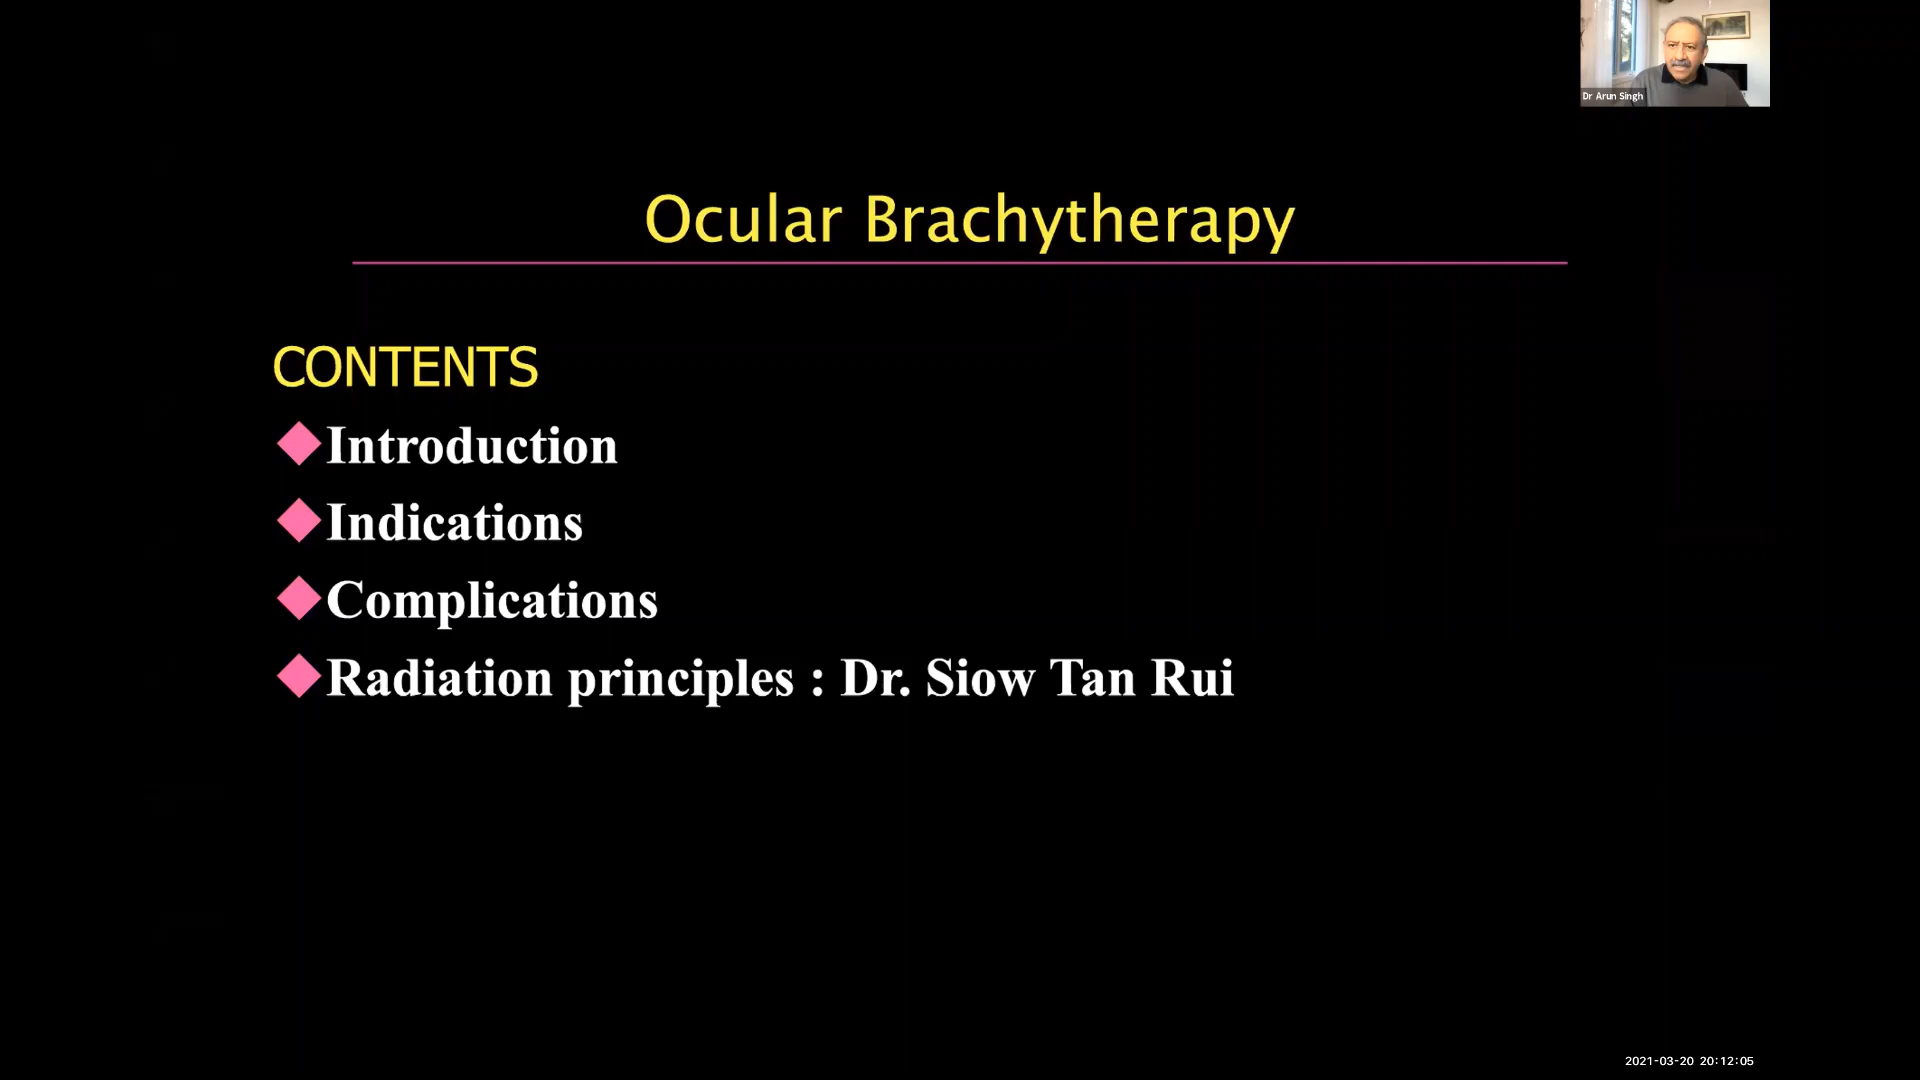 Dr Arun Singh
Ocular Brachytherapy
CONTENTS
Introduction
Indications
Complications
Radiation principles : Dr. Siow Tan Rui
2021-03-20 20:12:05